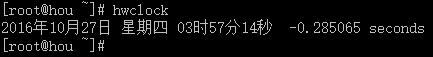 [root@hou ~]# hwclock
2016年10月27日 星期四 03时57分14秒  -0.285065 seconds
[root@hou ~]#